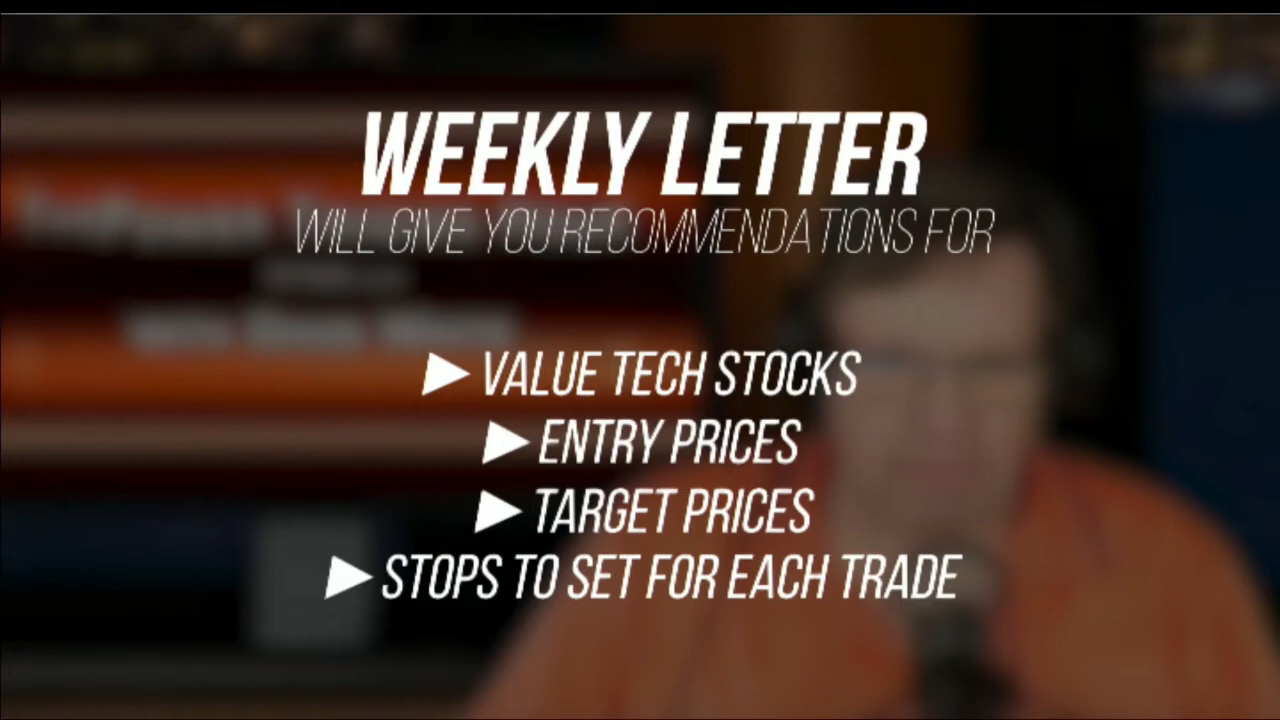 WEEKLY LETTER
WILL GIVE YOU RECOMMENDATIONS FOR
▶ VALUE TECH STOCKS
▶ ENTRY PRICES
▶ TARGET PRICES
▶ STOPS TO SET FOR EACH TRADE